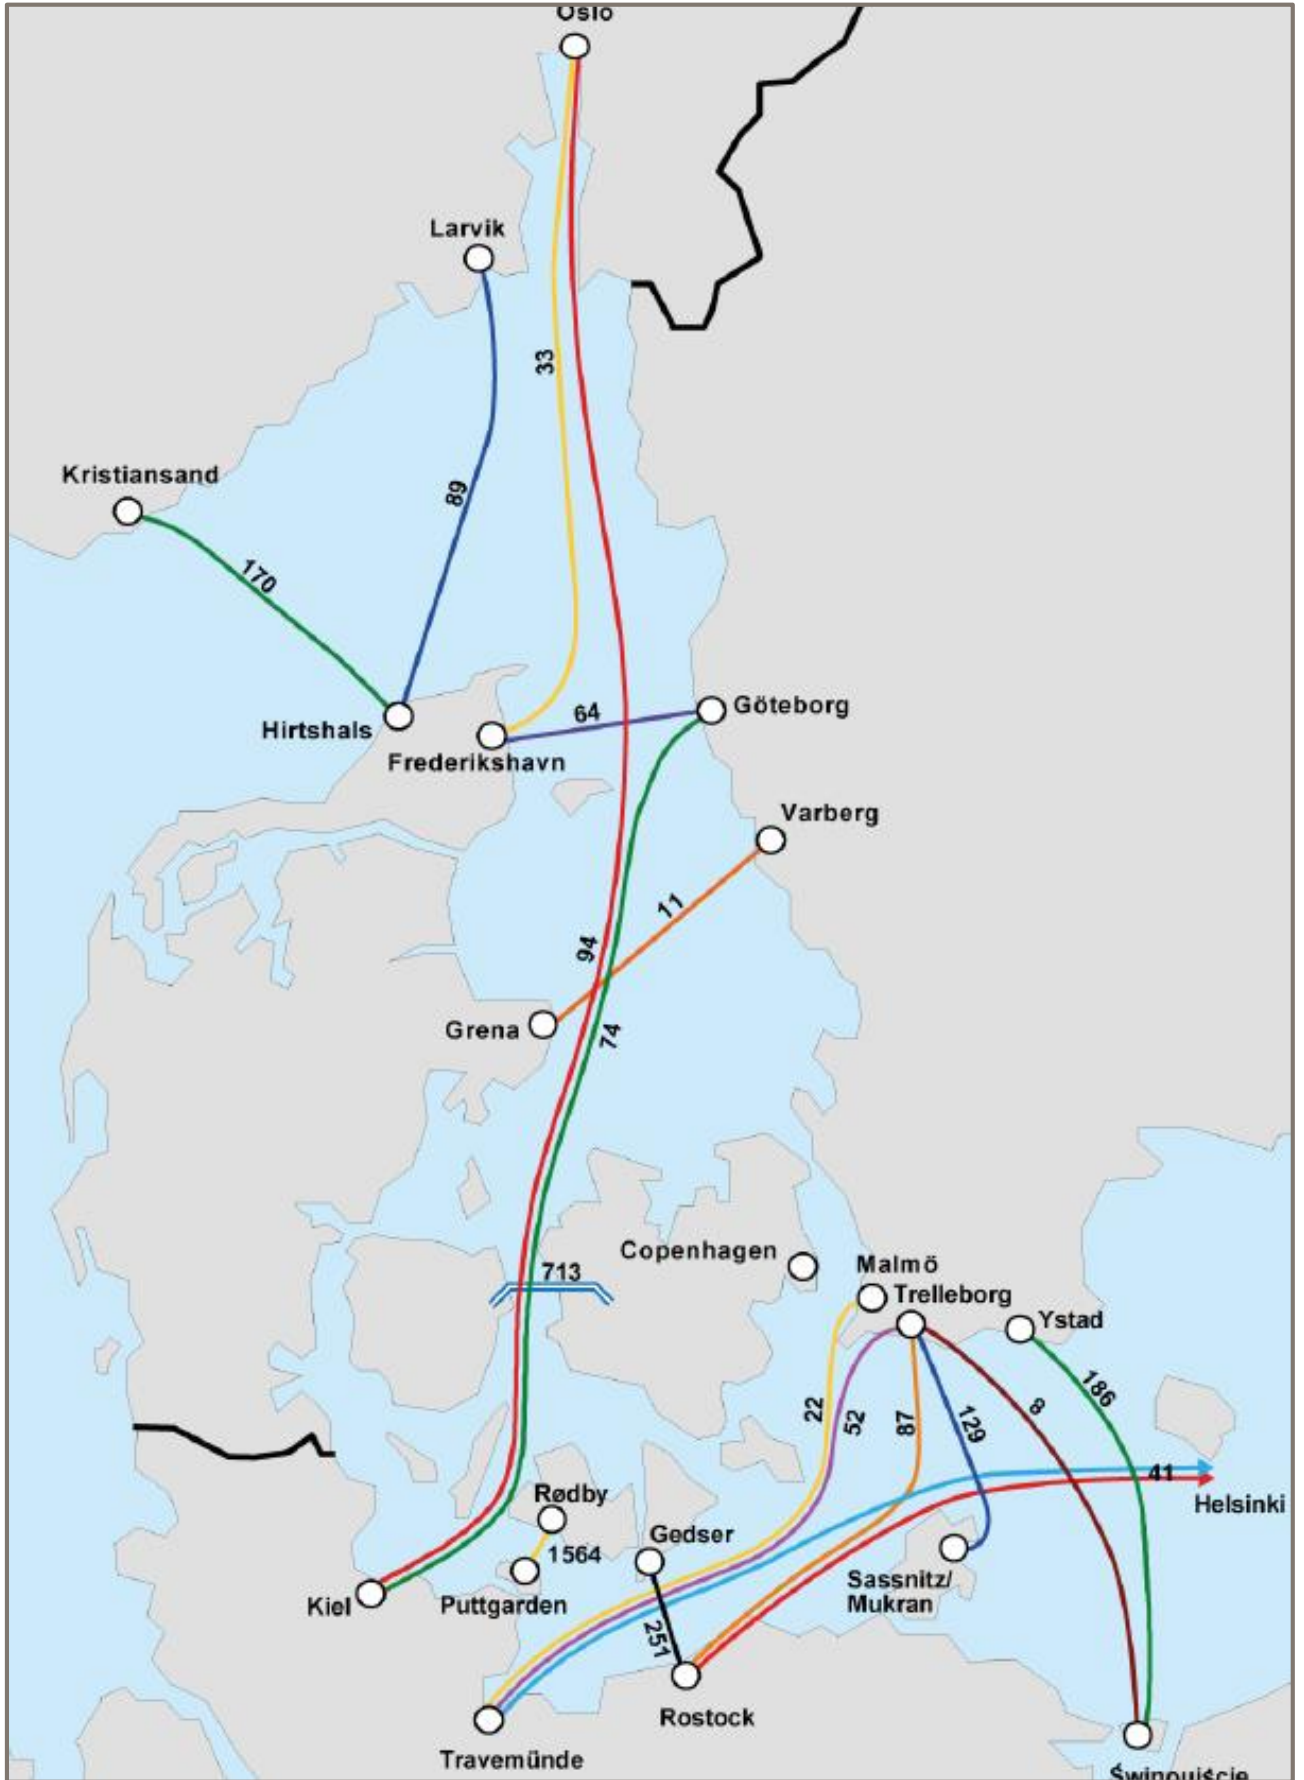 Oslo
Larvik
33
Kristiansand
89
170
Göteborg
64
Hirtshals
Frederikshavn
Varberg
11
94
Grena
74
Copenhagen
713
Malmö
Trelleborg
Ystad
186
22
52
87
129
8
41
Helsinki
Rødby
1564
Gedser
Sassnitz/
Mukran
Kiel
Puttgarden
251
Rostock
Travemünde
Świnoujście